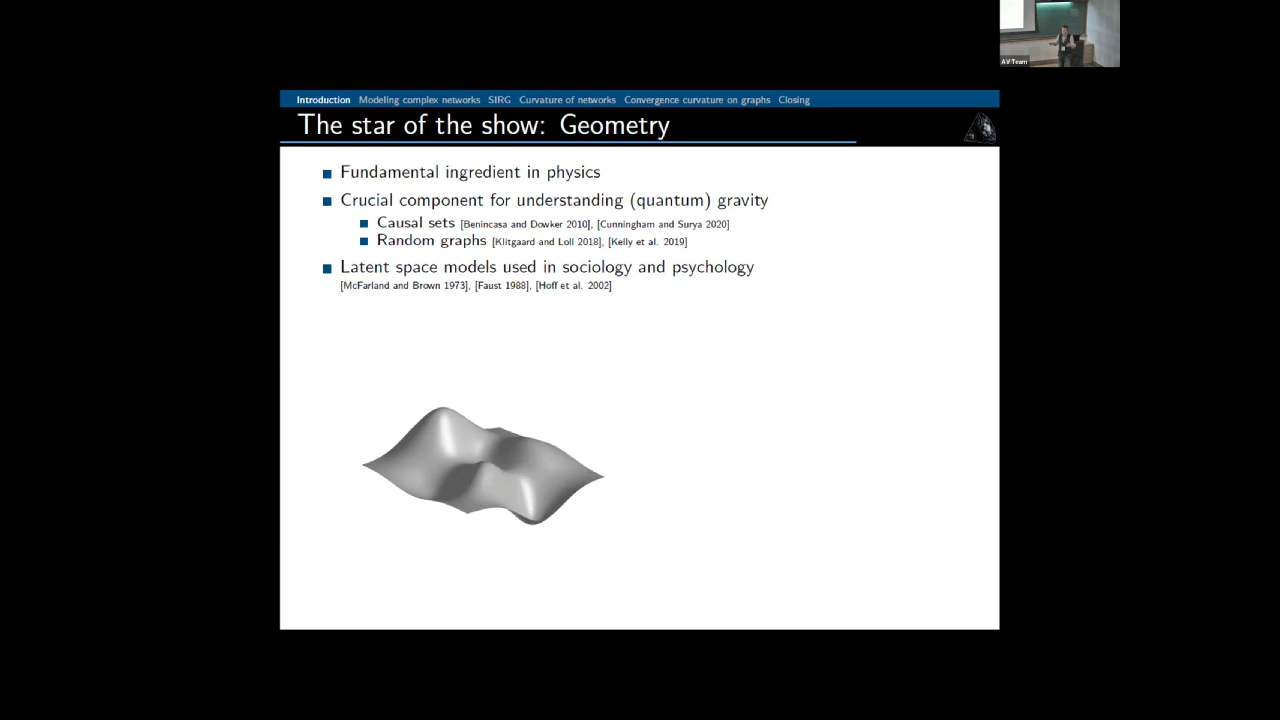 AV Team
Introduction Modeling complex networks SIRG Curvature of networks Convergence curvature on graphs Closing
The star of the show: Geometry
Fundamental ingredient in physics
Crucial component for understanding (quantum) gravity
Causal sets [Benincasa and Dowker 2010], [Cunningham and Surya 2020]
Random graphs [Klitgaard and Loll 2018], [Kelly et al. 2019]
Latent space models used in sociology and psychology
[McFarland and Brown 1973], [Faust 1988], [Hoff et al. 2002]